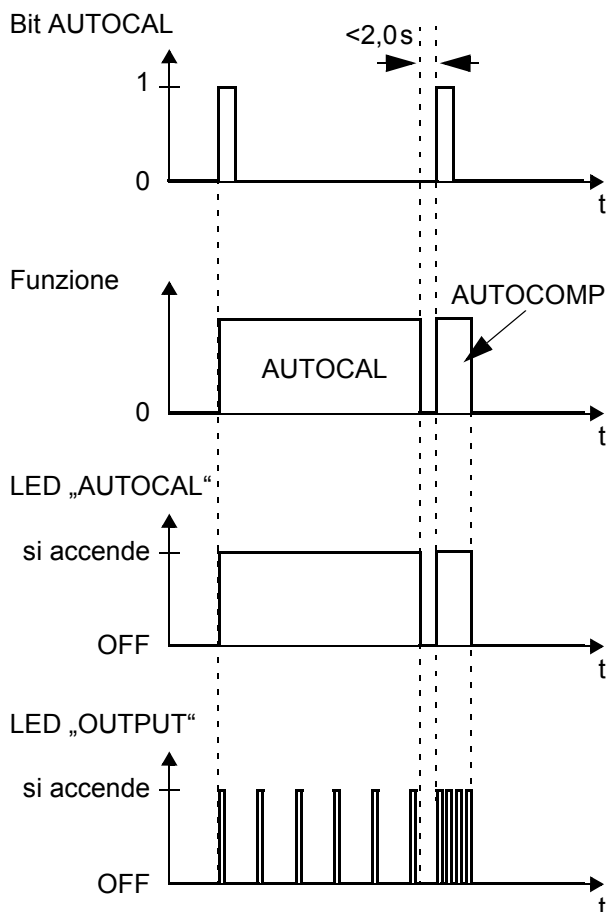 Bit AUTOCAL
<2,0s
1
0
t
Funzione
AUTOCOMP
AUTOCAL
0
t
LED „AUTOCAL“
si accende
OFF
t
LED „OUTPUT“
si accende
OFF
t